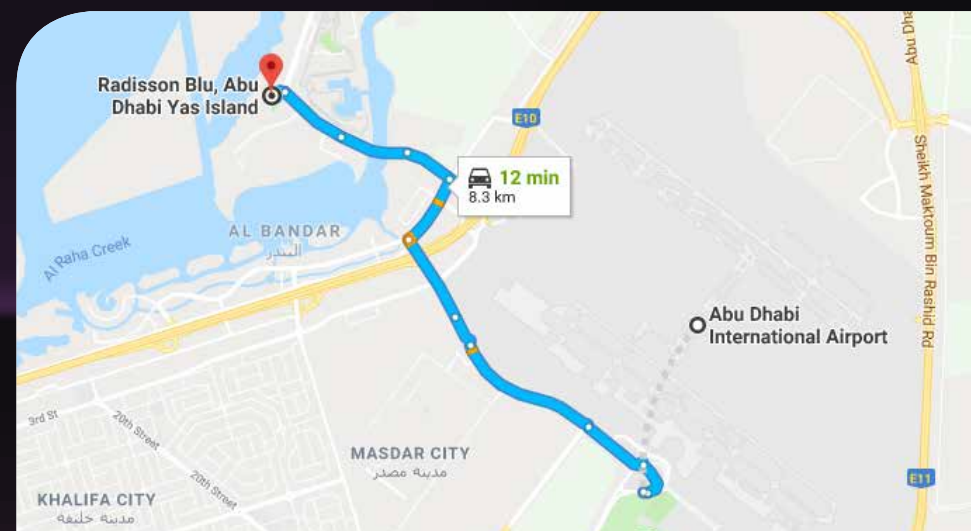 Radisson Blu, Abu
Dhabi Yas Island
E10
12 min
8.3 km
AL BANDAR
البندر
Al Raha Creek
Abu Dha
Sheikh Maktoum Bin Rashid Rd
Abu Dhabi
International Airport
3rd St
20th Street
20th Street
MASDAR CITY
مدينة مصدر
E11
KHALIFA CITY
مدينة خليفة